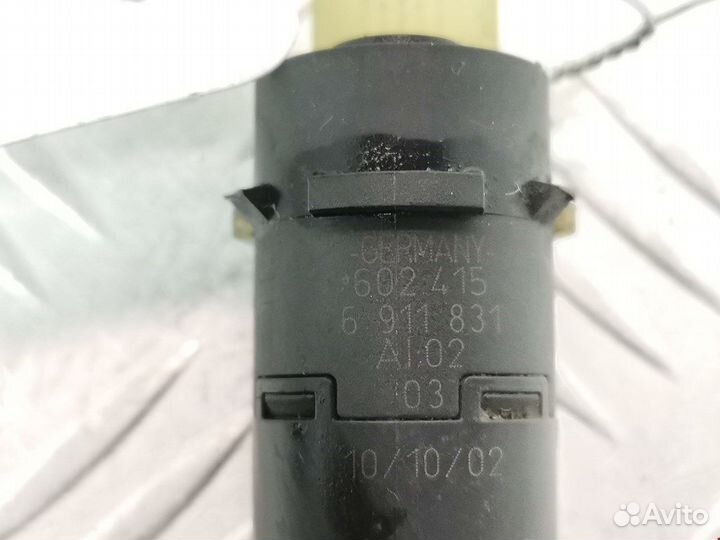 -GERMANY-
602 415
6 911 831
AI:02
03
10/10/02
Avito